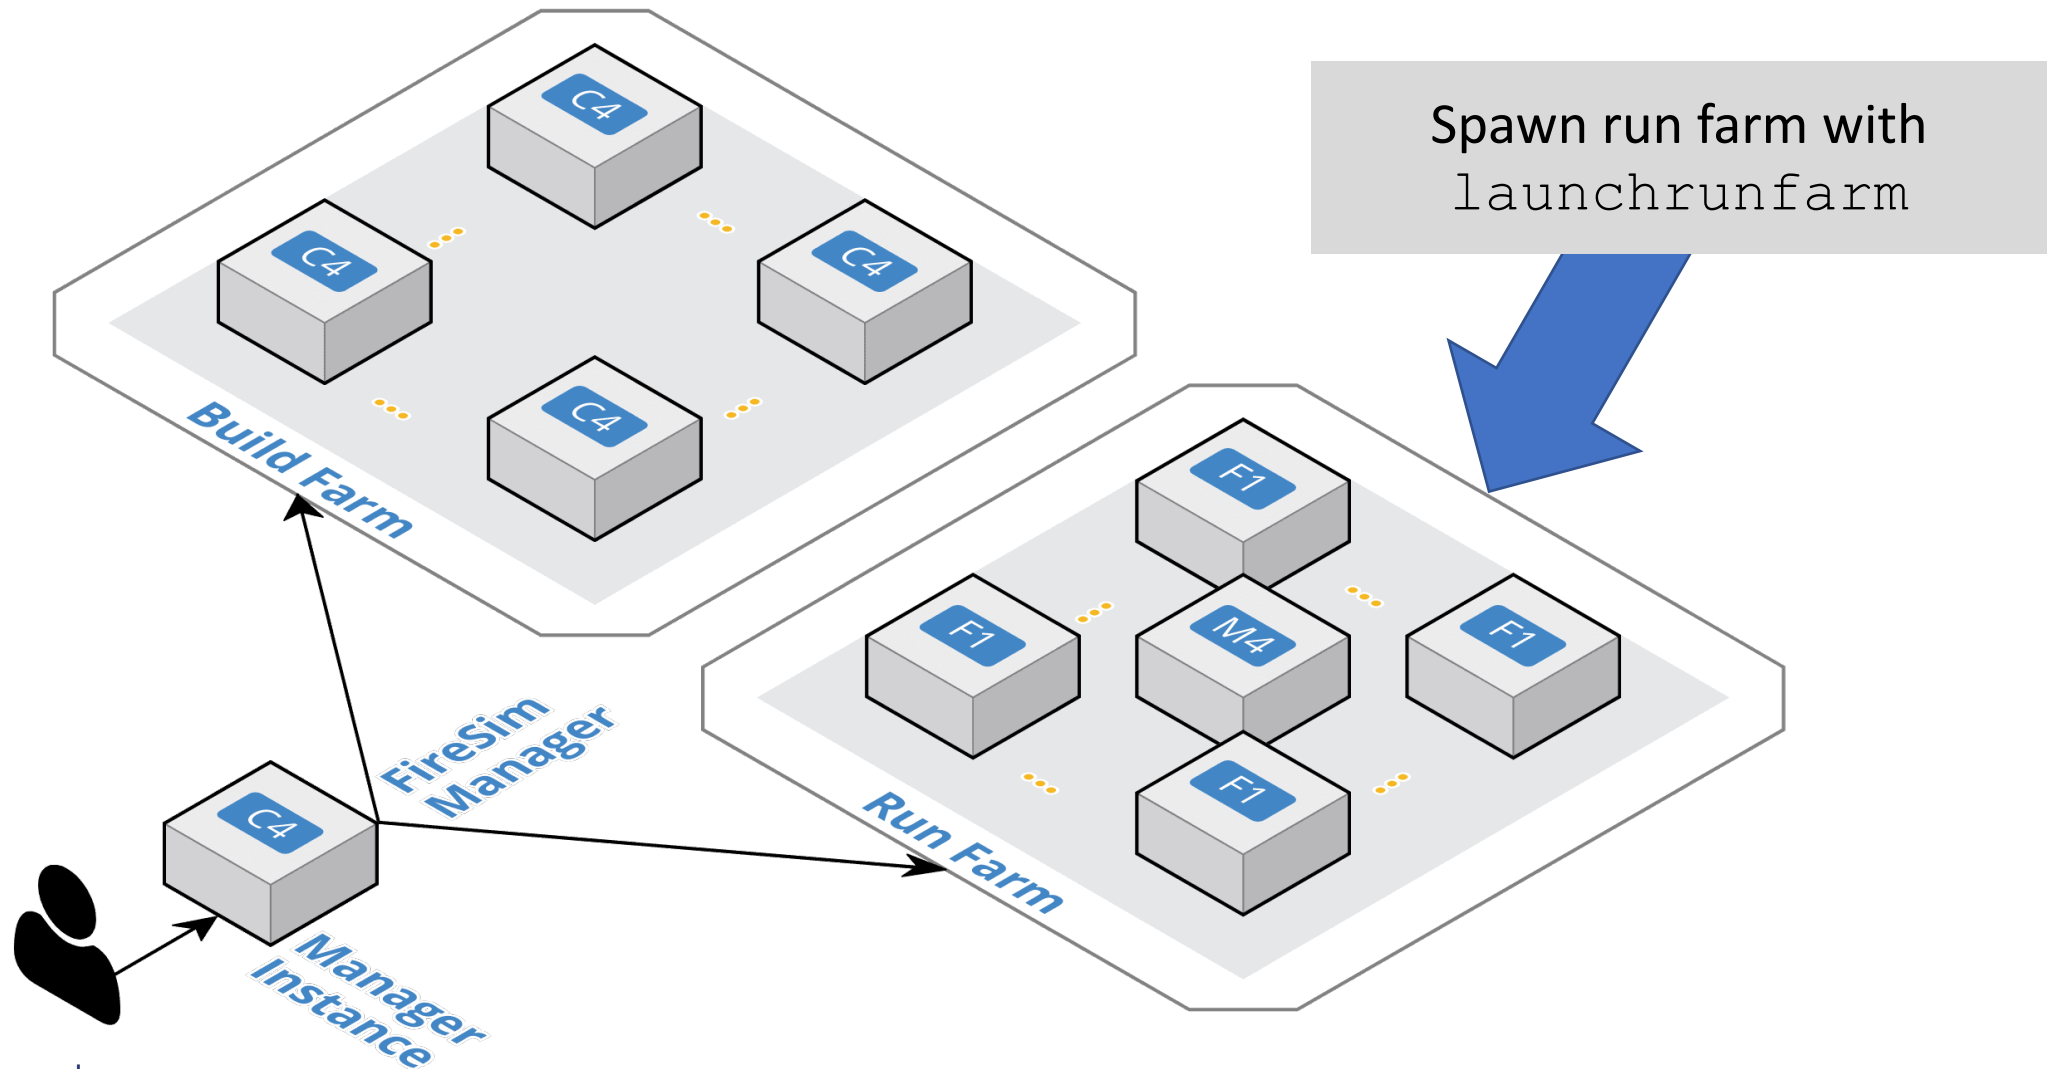 C4
C4
C4
C4
Build Farm
Spawn run farm with
launchrunfarm
F1
F1
M4
F1
F1
Run Farm
FireSim
Manager
C4
Manager
Instance